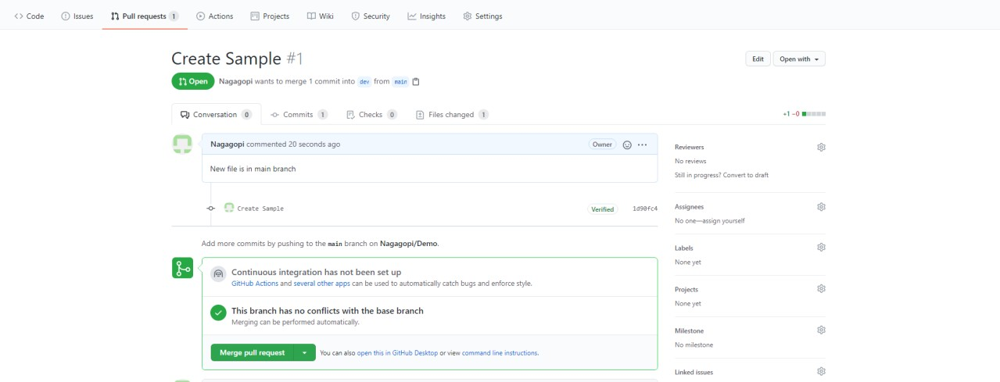 Code Issues Pull requests 1 Actions Projects Wiki Security Insights Settings
Create Sample #1
Edit Open with
Open Nagagopi wants to merge 1 commit into dev from main
Conversation 0 Commits 1 Checks 0 Files changed 1
+1 −0
Nagagopi commented 20 seconds ago Owner
New file is in main branch
Create Sample Verified 1d90fc4
Add more commits by pushing to the main branch on Nagagopi/Demo.
Continuous integration has not been set up
GitHub Actions and several other apps can be used to automatically catch bugs and enforce style.
This branch has no conflicts with the base branch
Merging can be performed automatically.
Merge pull request You can also open this in GitHub Desktop or view command line instructions.
Reviewers
No reviews
Still in progress? Convert to draft
Assignees
No one—assign yourself
Labels
None yet
Projects
None yet
Milestone
No milestone
Linked issues